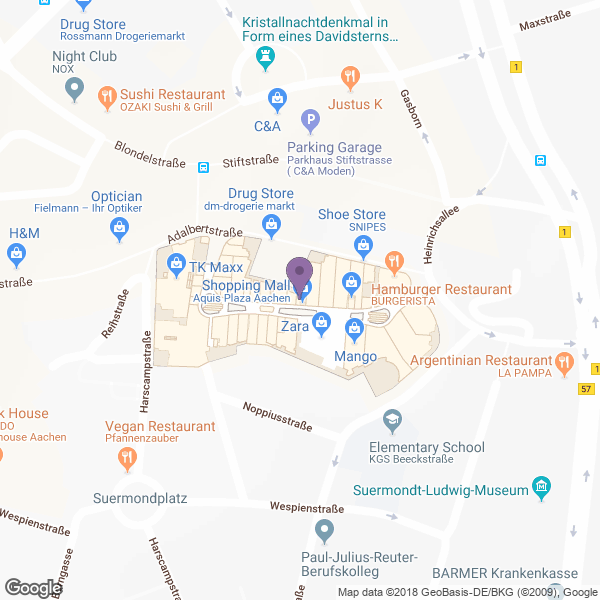 Drug Store
Rossmann Drogeriemarkt
Kristallnachtdenkmal in
Form eines Davidsterns...
Maxstraße
Night Club
NOX
1
Sushi Restaurant
OZAKI Sushi & Grill
Justus K
Gasborn
C&A
Parking Garage
Parkhaus Stiftstrasse
( C&A Moden)
Blondelstraße
Stiftstraße
Optician
Fielmann – Ihr Optiker
Drug Store
dm-drogerie markt
Shoe Store
SNIPES
Heinrichsallee
1
H&M
Adalbertstraße
TK Maxx
Hamburger Restaurant
BURGERISTA
Shopping Mall
Aquis Plaza Aachen
nsstraße
Reihstraße
Zara
Mango
Harscampstraße
Argentinian Restaurant
LA PAMPA
1
57
k House
DO
house Aachen
Vegan Restaurant
Pfannenzauber
Noppiusstraße
Elementary School
KGS Beeckstraße
Suermondt-Ludwig-Museum
Suermondplatz
Wespienstraße
Wespienstraße
1
Harscampstraße
Paul-Julius-Reuter-
Berufskolleg
BARMER Krankenkasse
Google
Map data ©2018 GeoBasis-DE/BKG (©2009), Google